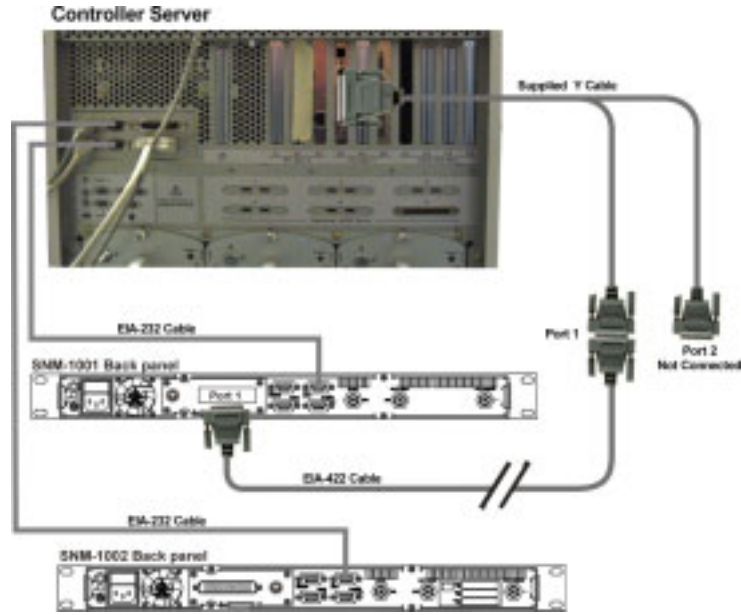 Controller Server
Supplied Y Cable
EIA-232 Cable
Port 1
Port 2
Not Connected
SNM-1001 Back panel
Port 1
EIA-422 Cable
EIA-232 Cable
SNM-1002 Back panel